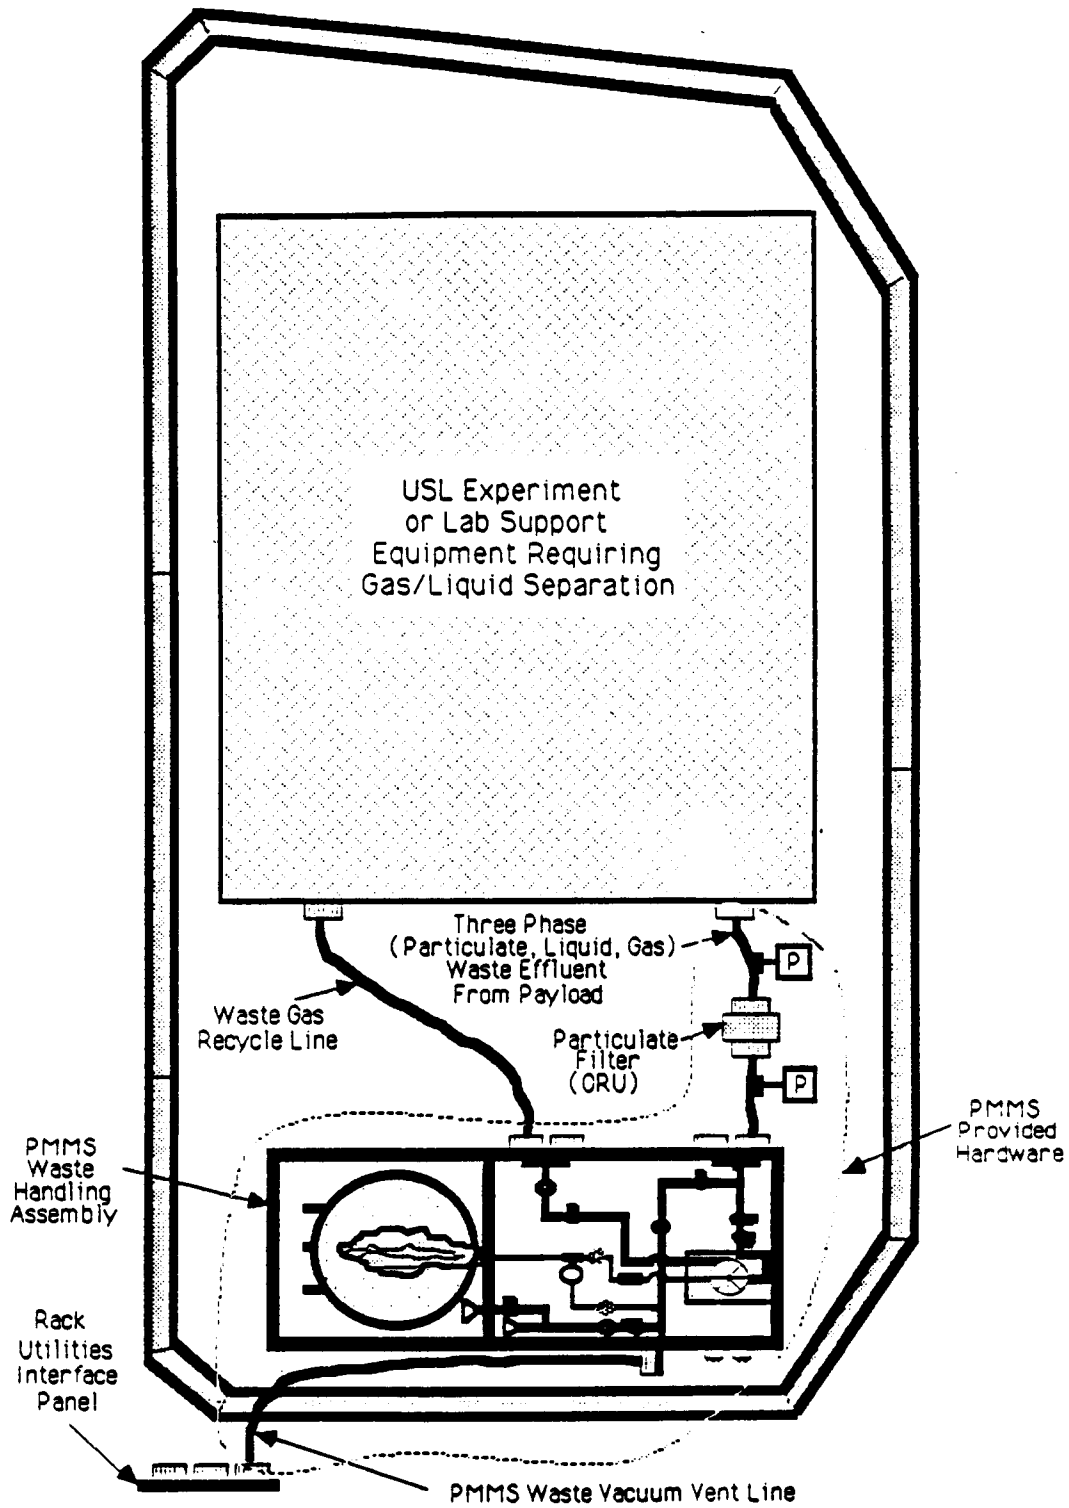 USL Experiment
or Lab Support
Equipment Requiring
Gas/Liquid Separation
Three Phase
(Particulate, Liquid, Gas)
Waste Effluent
From Payload
P
Waste Gas
Recycle Line
Particulate
Filter
(ORU)
P
PMMS
Provided
Hardware
PMMS
Waste
Handling
Assembly
Rack
Utilities
Interface
Panel
PMMS Waste Vacuum Vent Line